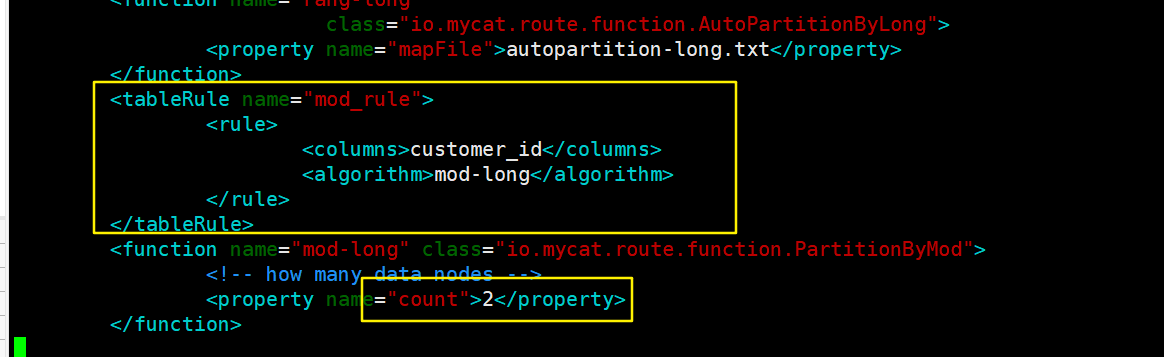 <function name="rang-long"
class="io.mycat.route.function.AutoPartitionByLong">
<property name="mapFile">autopartition-long.txt</property>
</function>
<tableRule name="mod_rule">
<rule>
<columns>customer_id</columns>
<algorithm>mod-long</algorithm>
</rule>
</tableRule>
<function name="mod-long" class="io.mycat.route.function.PartitionByMod">
<!-- how many data nodes -->
<property name="count">2</property>
</function>